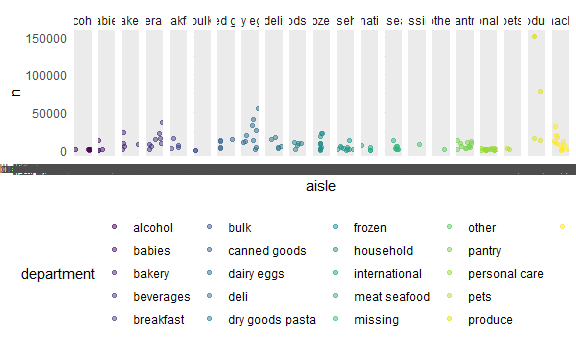 coh abie ake era akf bulk ed g y eg deli ods oze seh nati sea ssi othe antr onal pets odu nack
150000
100000
50000
0
n
aisle
department
alcohol bulk frozen other
babies canned goods household pantry
bakery dairy eggs international personal care
beverages deli meat seafood pets
breakfast dry goods pasta missing produce